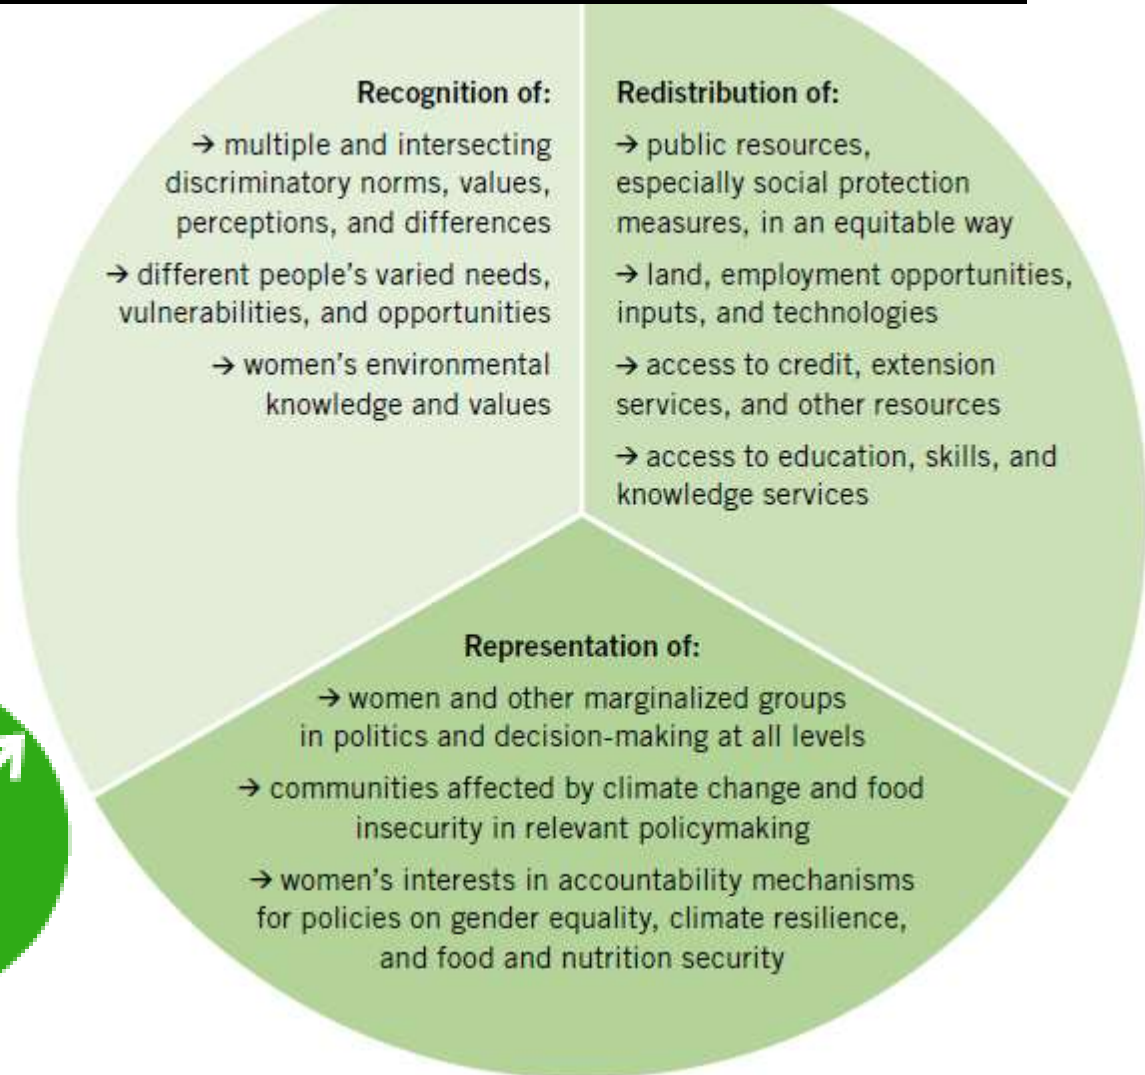 Recognition of:
→ multiple and intersecting
discriminatory norms, values,
perceptions, and differences
→ different people’s varied needs,
vulnerabilities, and opportunities
→ women’s environmental
knowledge and values
Redistribution of:
→ public resources,
especially social protection
measures, in an equitable way
→ land, employment opportunities,
inputs, and technologies
→ access to credit, extension
services, and other resources
→ access to education, skills, and
knowledge services
Representation of:
→ women and other marginalized groups
in politics and decision-making at all levels
→ communities affected by climate change and food
insecurity in relevant policymaking
→ women’s interests in accountability mechanisms
for policies on gender equality, climate resilience,
and food and nutrition security